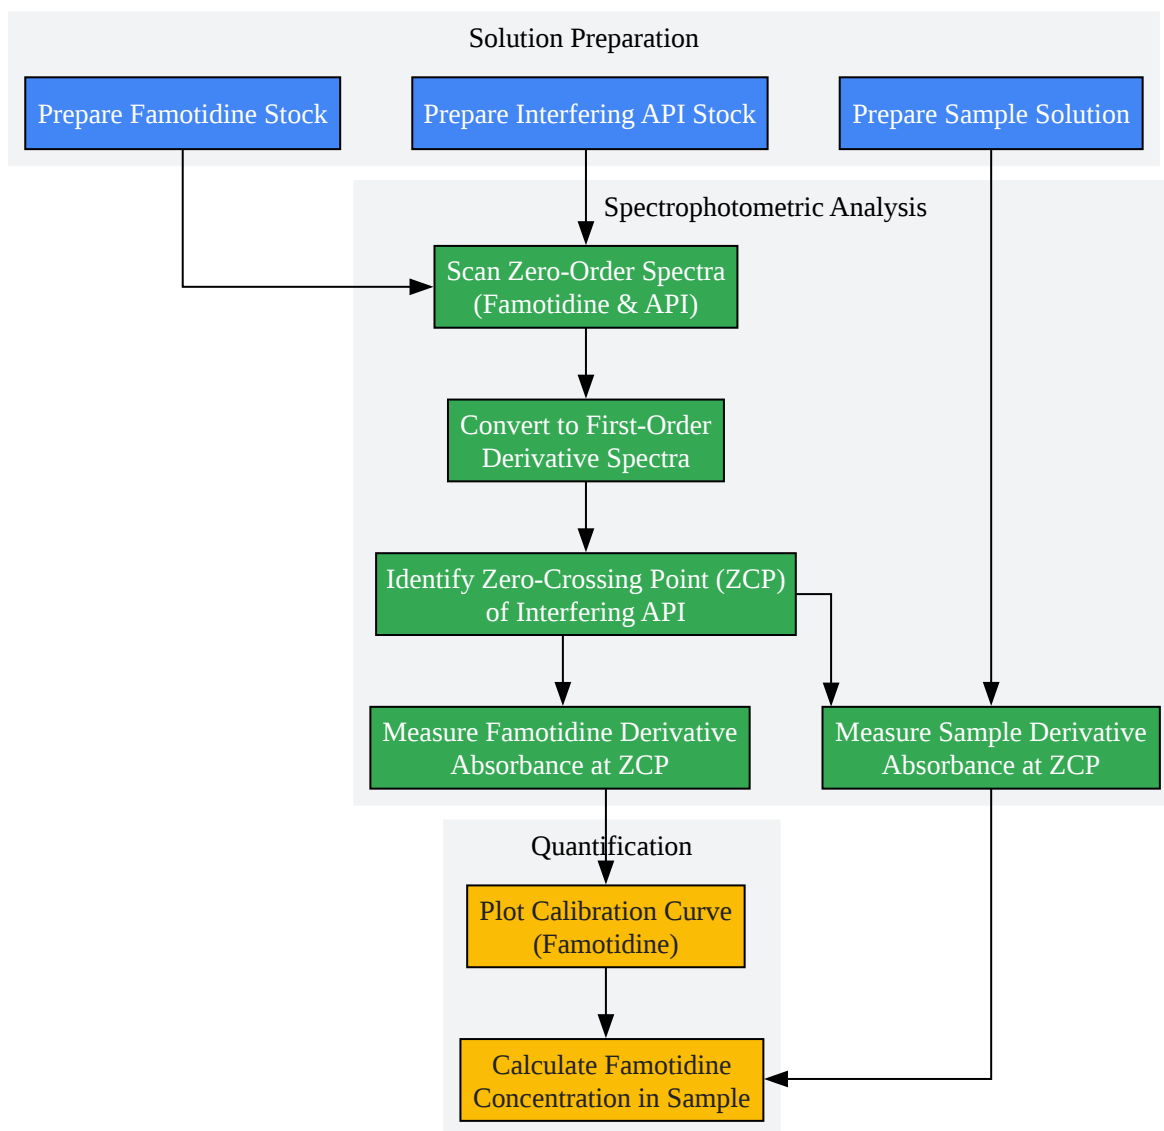 Solution Preparation
Prepare Famotidine Stock
Prepare Interfering API Stock
Prepare Sample Solution
Spectrophotometric Analysis
Scan Zero-Order Spectra
(Famotidine & API)
Convert to First-Order
Derivative Spectra
Identify Zero-Crossing Point (ZCP)
of Interfering API
Measure Famotidine Derivative
Absorbance at ZCP
Measure Sample Derivative
Absorbance at ZCP
Quantification
Plot Calibration Curve
(Famotidine)
Calculate Famotidine
Concentration in Sample